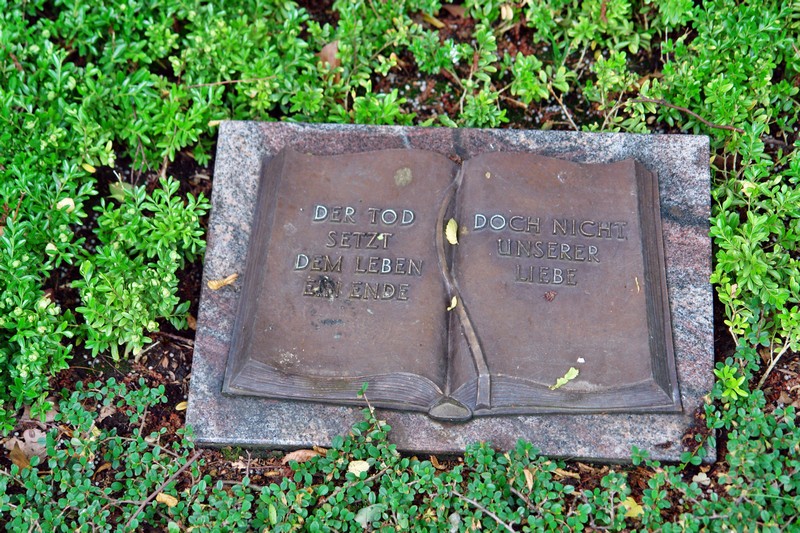 DER TOD
SETZT
DEM LEBEN
EIN ENDE
DOCH NICHT
UNSERER
LIEBE